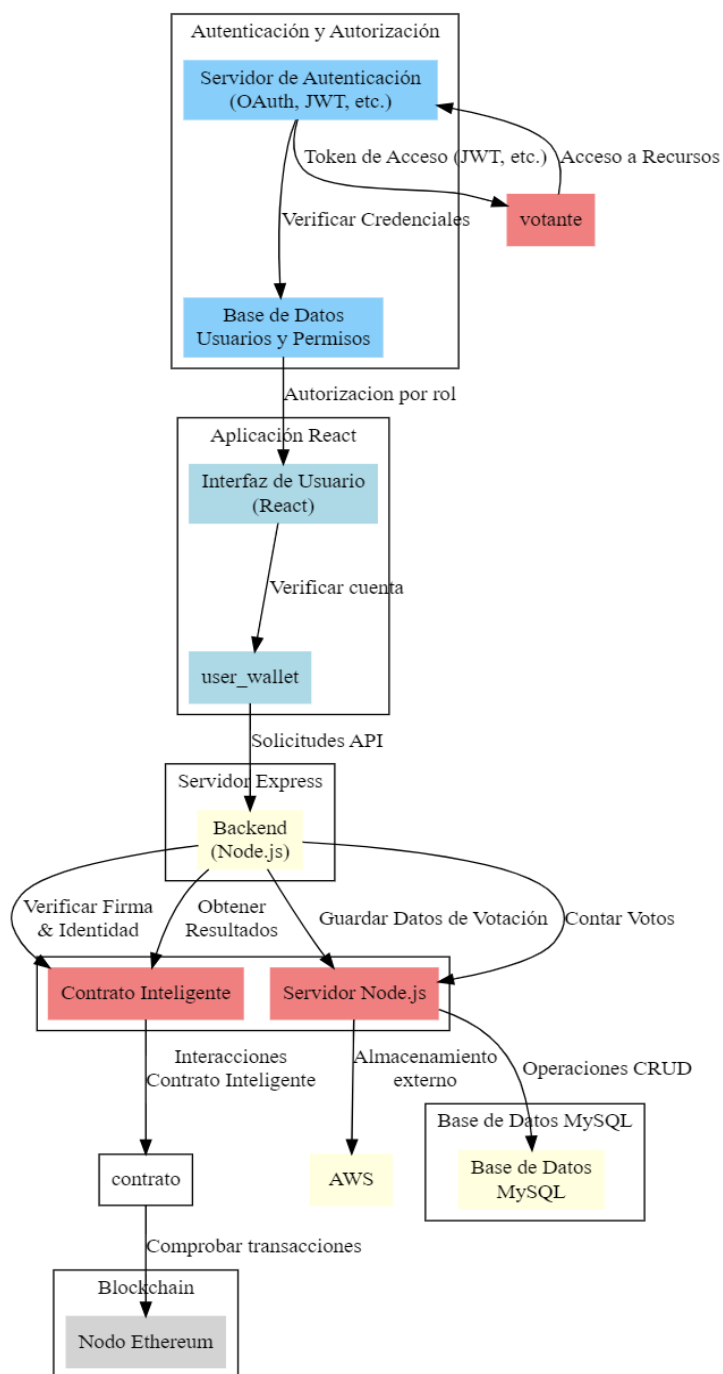 Autenticación y Autorización
Servidor de Autenticación
(OAuth, JWT, etc.)
Token de Acceso (JWT, etc.)
Acceso a Recursos
votante
Verificar Credenciales
Base de Datos
Usuarios y Permisos
Autorizacion por rol
Aplicación React
Interfaz de Usuario
(React)
Verificar cuenta
user_wallet
Solicitudes API
Servidor Express
Backend
(Node.js)
Verificar Firma
& Identidad
Obtener
Resultados
Guardar Datos de Votación
Contar Votos
Contrato Inteligente
Servidor Node.js
Interacciones
Contrato Inteligente
Almacenamiento
externo
Operaciones CRUD
Base de Datos MySQL
contrato
AWS
Base de Datos
MySQL
Comprobar transacciones
Blockchain
Nodo Ethereum